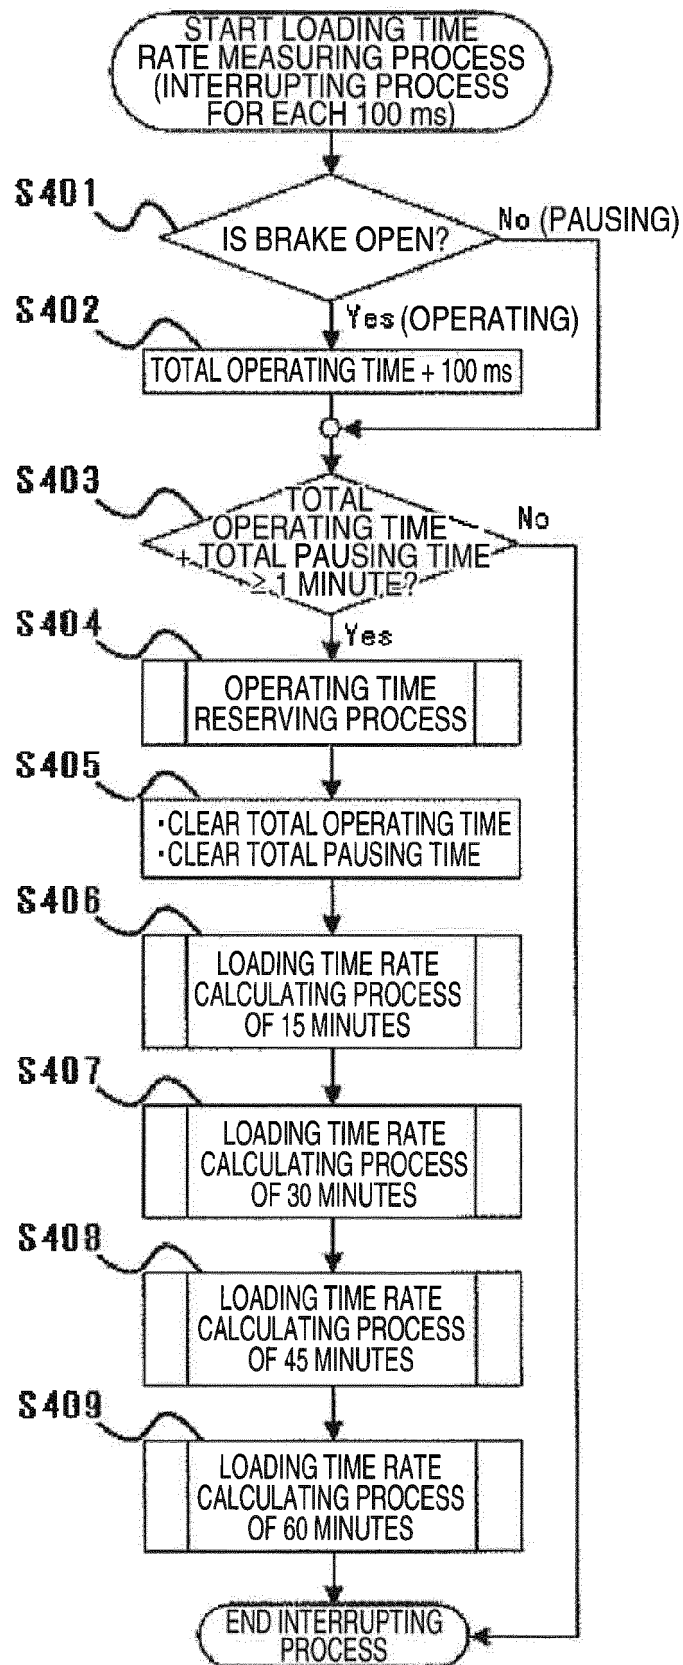 START LOADING TIME
RATE MEASURING PROCESS
(INTERRUPTING PROCESS
FOR EACH 100 ms)
S401
IS BRAKE OPEN?
No (PAUSING)
S402
Yes (OPERATING)
TOTAL OPERATING TIME + 100 ms
S403
TOTAL
OPERATING TIME
+ TOTAL PAUSING TIME
≥ 1 MINUTE?
No
S404
Yes
OPERATING TIME
RESERVING PROCESS
S405
·CLEAR TOTAL OPERATING TIME
·CLEAR TOTAL PAUSING TIME
S406
LOADING TIME RATE
CALCULATING PROCESS
OF 15 MINUTES
S407
LOADING TIME RATE
CALCULATING PROCESS
OF 30 MINUTES
S408
LOADING TIME RATE
CALCULATING PROCESS
OF 45 MINUTES
S409
LOADING TIME RATE
CALCULATING PROCESS
OF 60 MINUTES
END INTERRUPTING
PROCESS